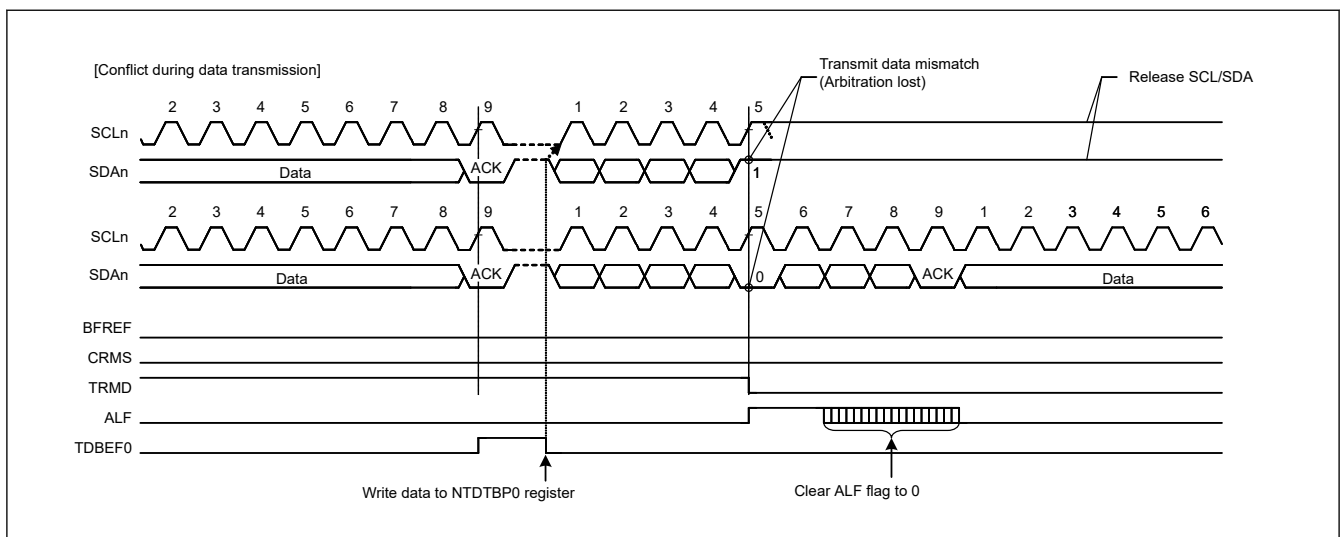 [Conflict during data transmission]
Transmit data mismatch
(Arbitration lost)
Release SCL/SDA
2 3 4 5 6 7 8 9 1 2 3 4 5
SCLn
SDAn Data ACK 1
2 3 4 5 6 7 8 9 1 2 3 4 5 6 7 8 9 1 2 3 4 5 6
SCLn
SDAn Data ACK 0 ACK Data
BFREF
CRMS
TRMD
ALF
TDBEF0
Write data to NTDTBP0 register
Clear ALF flag to 0